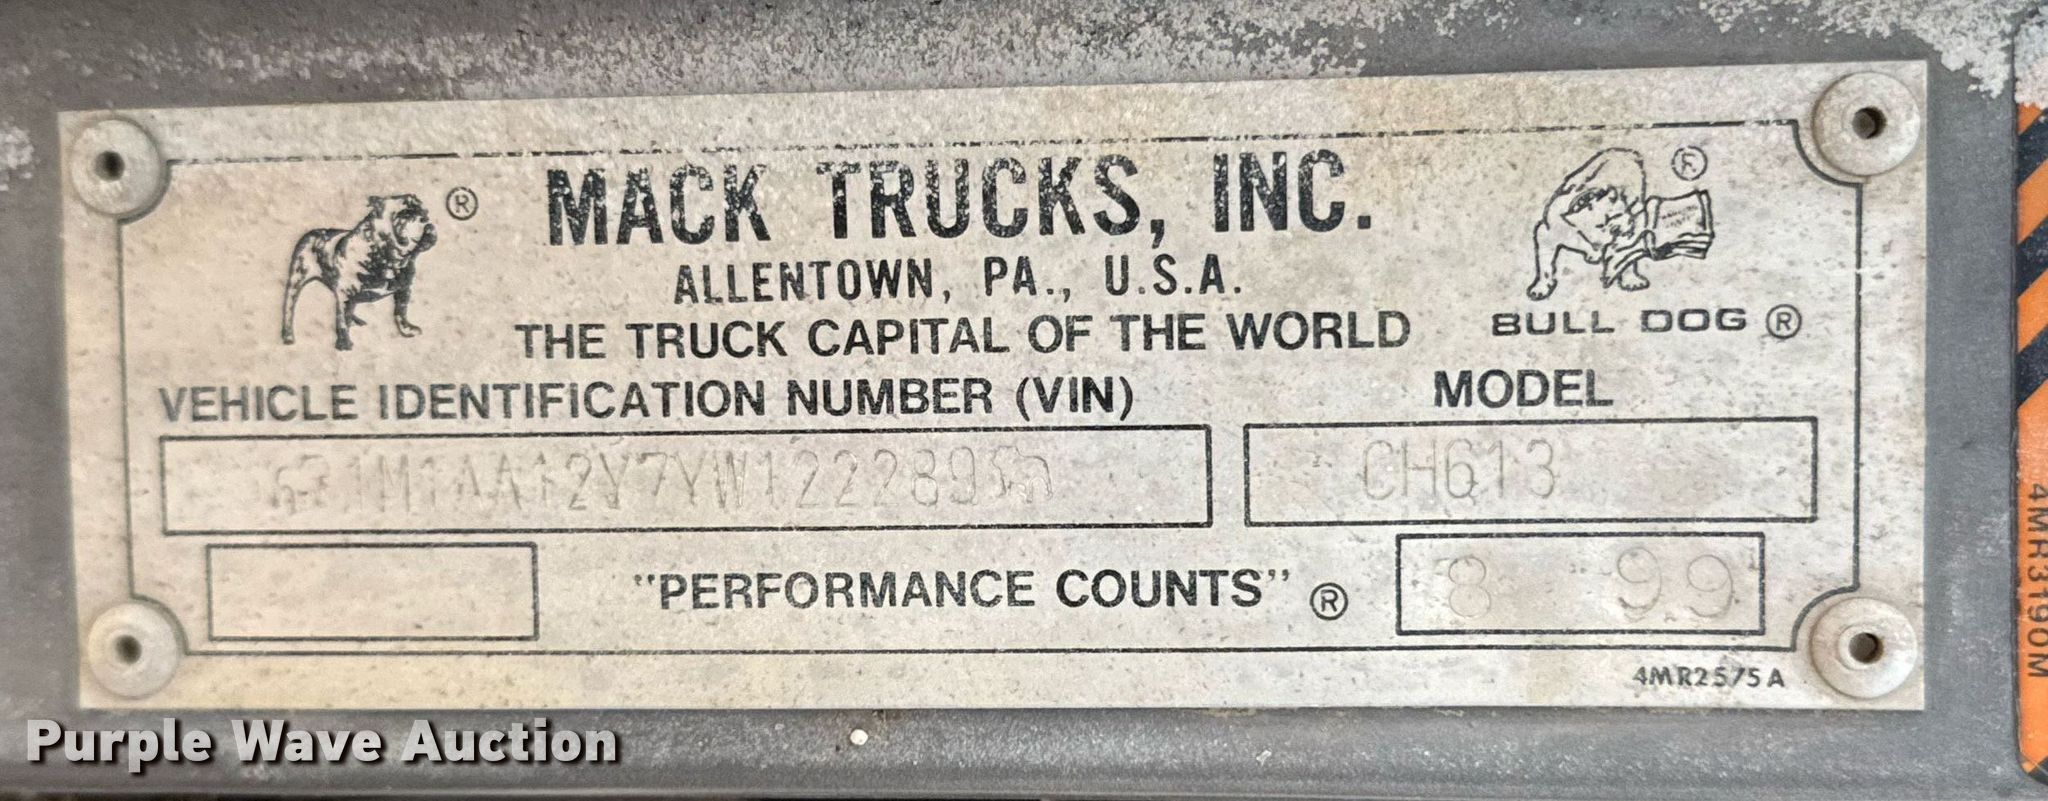 MACK TRUCKS, INC.
®
®
ALLENTOWN, PA., U.S.A.
THE TRUCK CAPITAL OF THE WORLD
BULL DOG ®
VEHICLE IDENTIFICATION NUMBER (VIN)
MODEL
1M1AA12Y7YW122289
CH613
"PERFORMANCE COUNTS" ®
8 99
4MR2575A
4MR3190M
Purple Wave Auction